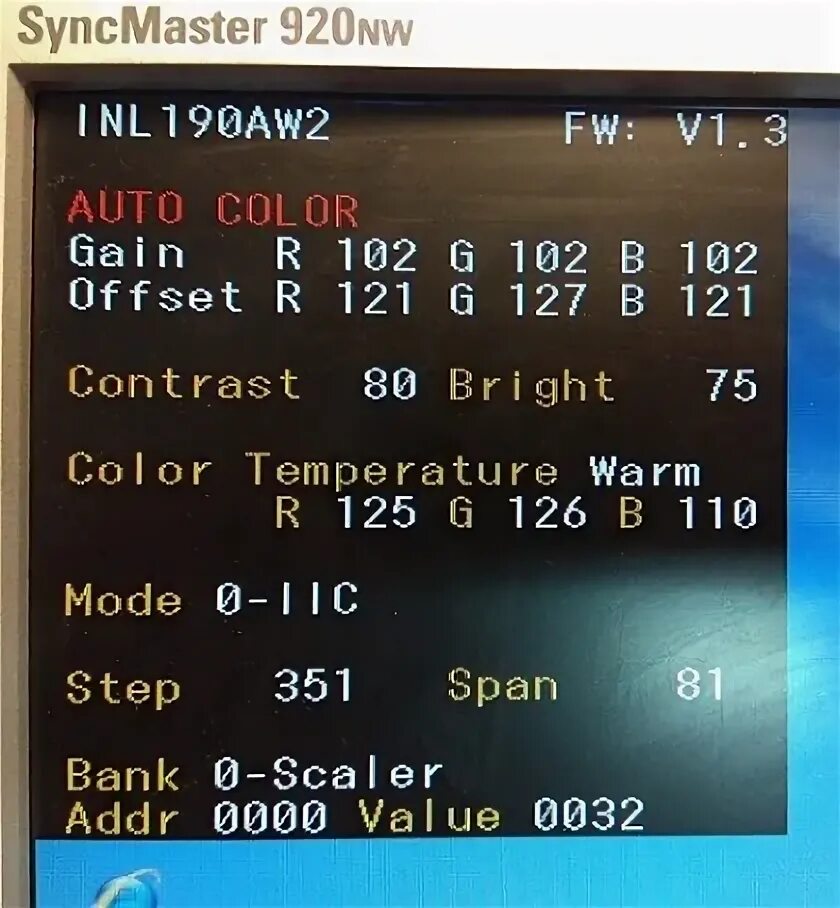 SyncMaster 920NW
INL190AW2 FW: V1.3
AUTO COLOR
Gain R 102 G 102 B 102
Offset R 121 G 127 B 121
Contrast 80 Bright 75
Color Temperature Warm
R 125 G 126 B 110
Mode 0-IIC
Step 351 Span 81
Bank 0-Scaler
Addr 0000 Value 0032